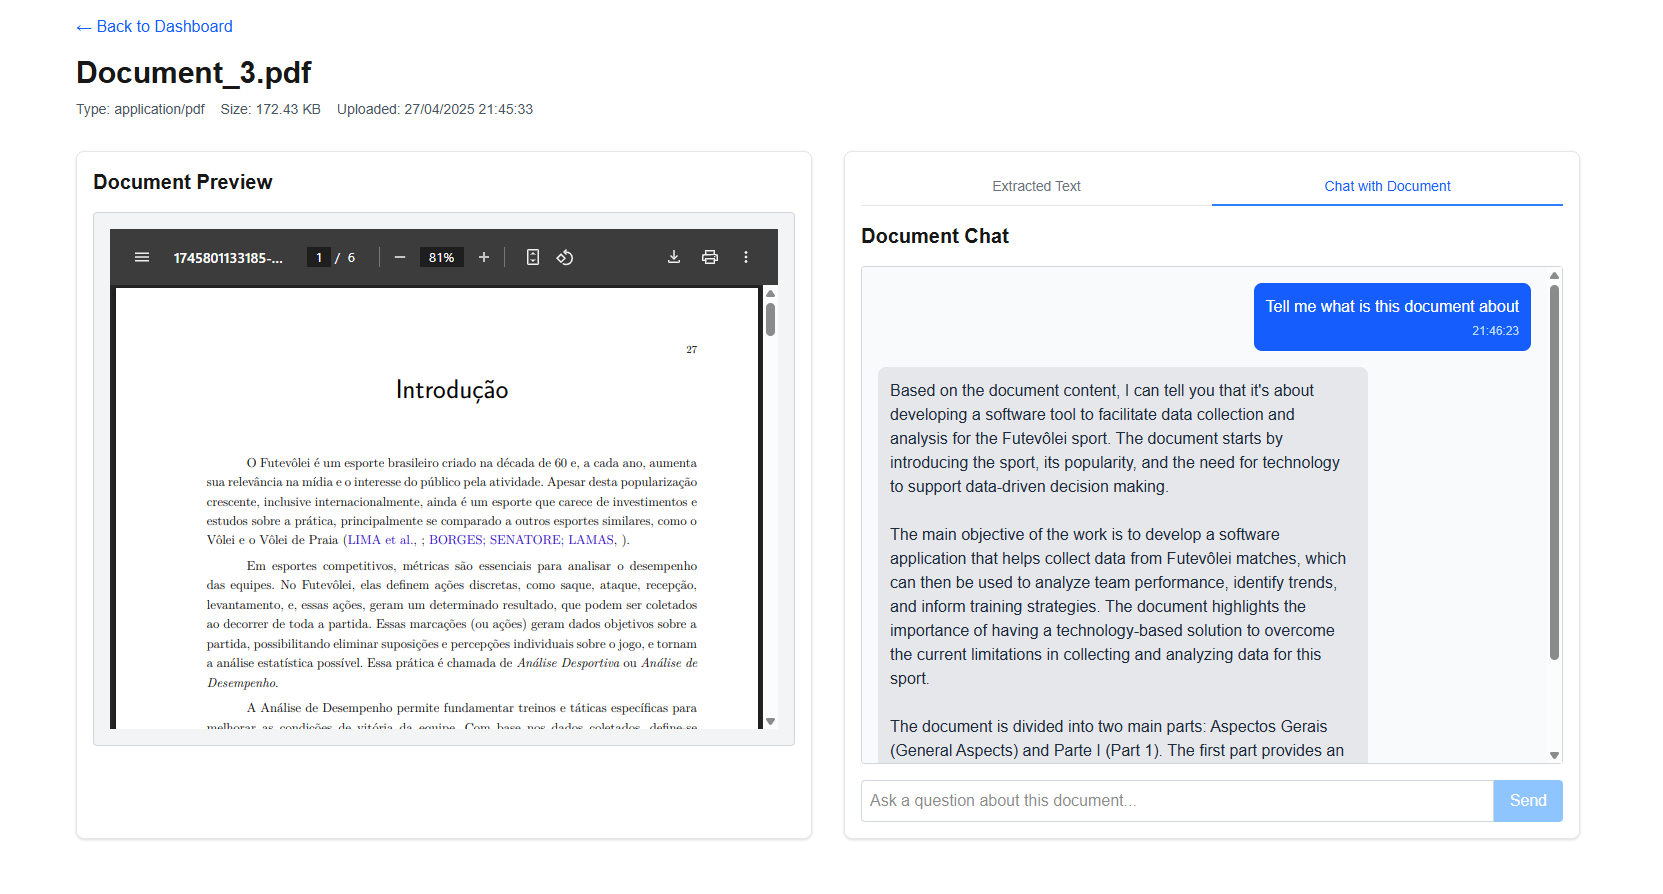 ← Back to Dashboard
Document_3.pdf
Type: application/pdf Size: 172.43 KB Uploaded: 27/04/2025 21:45:33
Document Preview
1745801133185-...
1 / 6
81%
27
Introdução
O Futevôlei é um esporte brasileiro criado na década de 60 e, a cada ano, aumenta
sua relevância na mídia e o interesse do público pela atividade. Apesar desta popularização
crescente, inclusive internacionalmente, ainda é um esporte que carece de investimentos e
estudos sobre a prática, principalmente se comparado a outros esportes similares, como o
Vôlei e o Vôlei de Praia (LIMA et al., ; BORGES; SENATORE; LAMAS, ).
Em esportes competitivos, métricas são essenciais para analisar o desempenho
das equipes. No Futevôlei, elas definem ações discretas, como saque, ataque, recepção,
levantamento, e, essas ações, geram um determinado resultado, que podem ser coletados
ao decorrer de toda a partida. Essas marcações (ou ações) geram dados objetivos sobre a
partida, possibilitando eliminar suposições e percepções individuais sobre o jogo, e tornam
a análise estatística possível. Essa prática é chamada de Análise Desportiva ou Análise de
Desempenho.
A Análise de Desempenho permite fundamentar treinos e táticas específicas para
melhorar as condições de vitória da equipe. Com base nos dados coletados, define-se
Extracted Text
Chat with Document
Document Chat
Tell me what is this document about
21:46:23
Based on the document content, I can tell you that it's about
developing a software tool to facilitate data collection and
analysis for the Futevôlei sport. The document starts by
introducing the sport, its popularity, and the need for technology
to support data-driven decision making.
The main objective of the work is to develop a software
application that helps collect data from Futevôlei matches, which
can then be used to analyze team performance, identify trends,
and inform training strategies. The document highlights the
importance of having a technology-based solution to overcome
the current limitations in collecting and analyzing data for this
sport.
The document is divided into two main parts: Aspectos Gerais
(General Aspects) and Parte I (Part 1). The first part provides an
Ask a question about this document...
Send